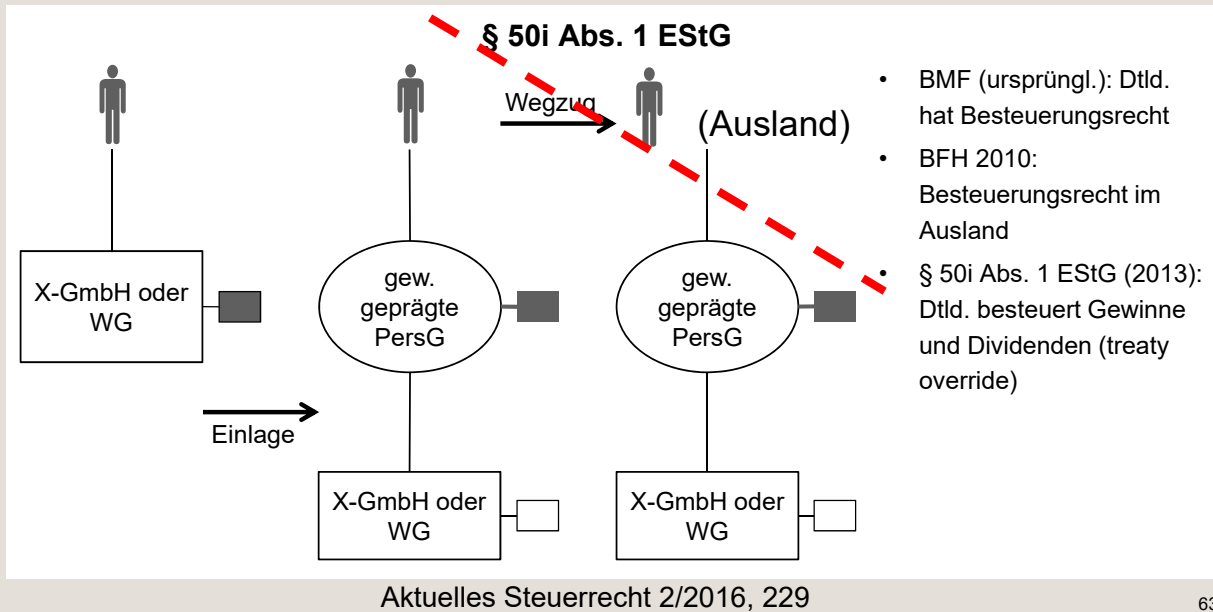 § 50i Abs. 1 EStG
Wegzug
(Ausland)
X-GmbH oder
WG
Einlage
gew.
geprägte
PersG
X-GmbH oder
WG
gew.
geprägte
PersG
X-GmbH oder
WG
• BMF (ursprüngl.): Dtld.
hat Besteuerungsrecht
• BFH 2010:
Besteuerungsrecht im
Ausland
• § 50i Abs. 1 EStG (2013):
Dtld. besteuert Gewinne
und Dividenden (treaty
override)
Aktuelles Steuerrecht 2/2016, 229
63